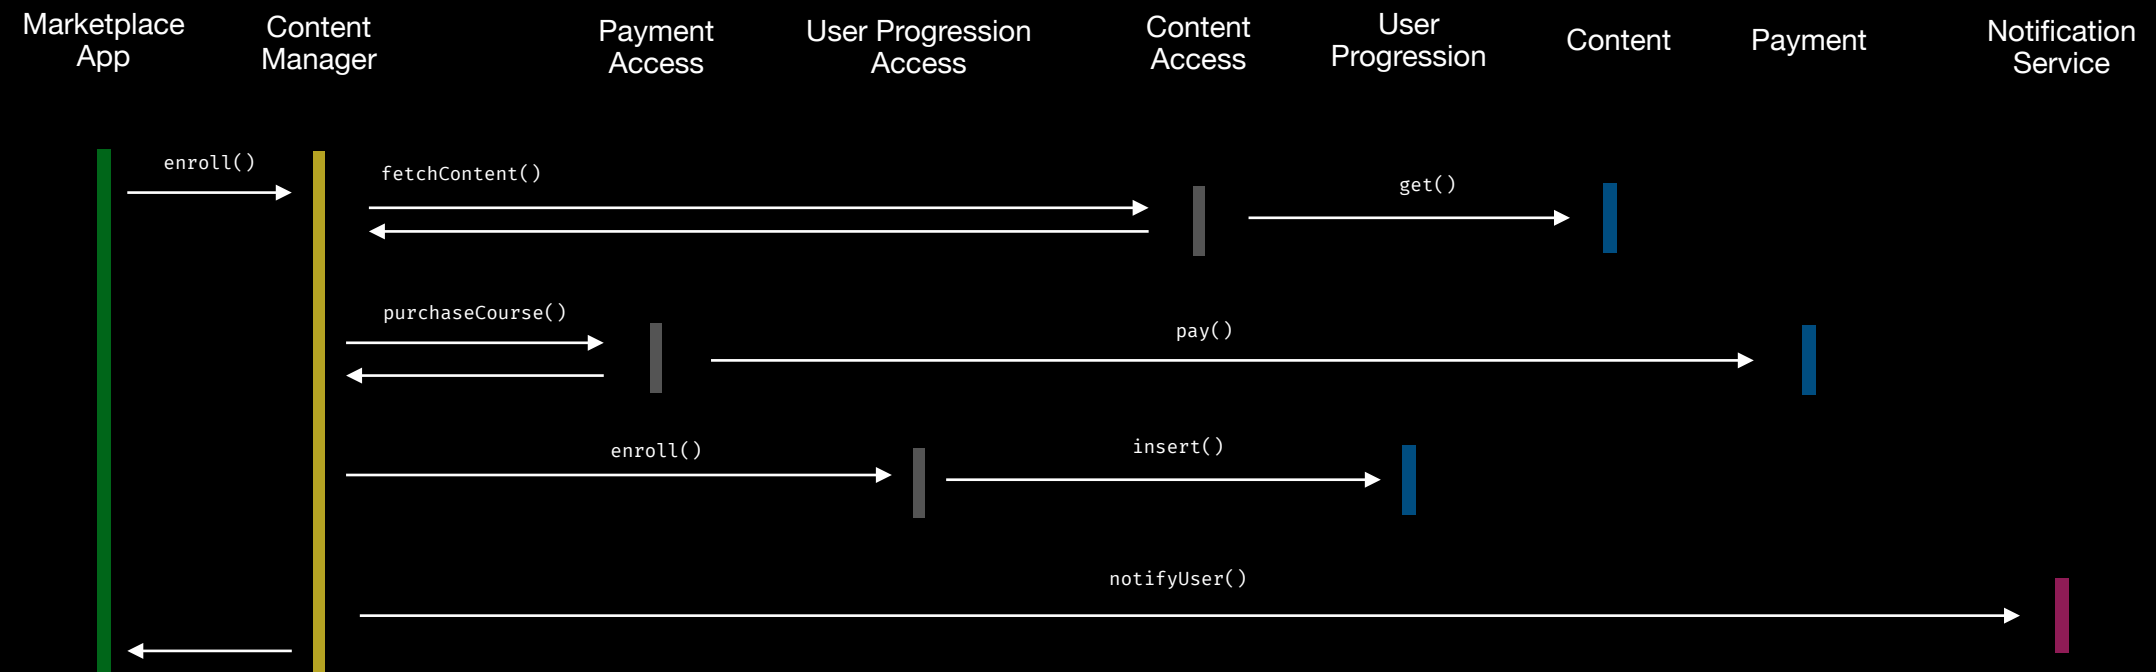 Marketplace
App
Content
Manager
Payment
Access
User Progression
Access
Content
Access
User
Progression
Content
Payment
Notification
Service
enroll()
fetchContent()
get()
purchaseCourse()
pay()
enroll()
insert()
notifyUser()